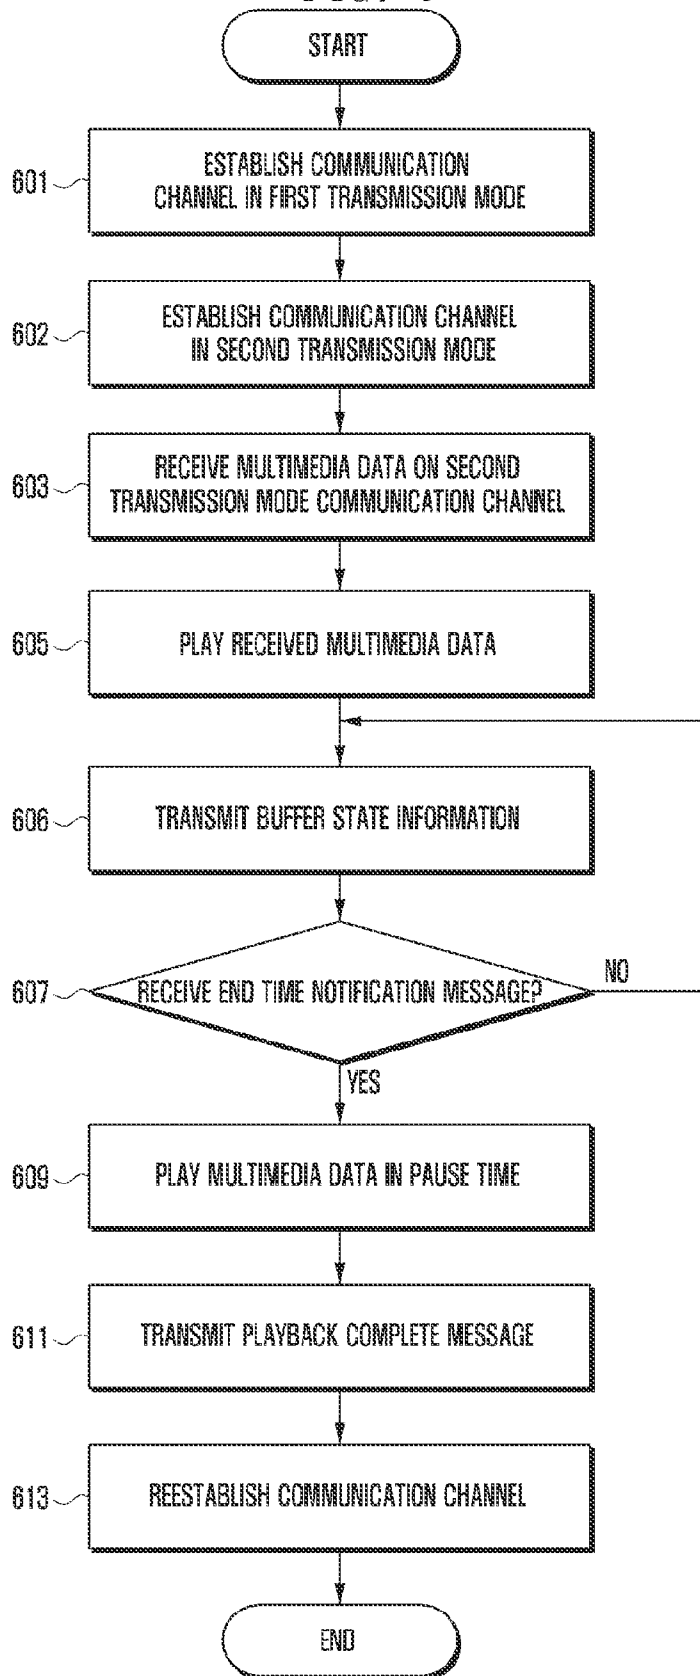 START
601
ESTABLISH COMMUNICATION
CHANNEL IN FIRST TRANSMISSION MODE
602
ESTABLISH COMMUNICATION CHANNEL
IN SECOND TRANSMISSION MODE
603
RECEIVE MULTIMEDIA DATA ON SECOND
TRANSMISSION MODE COMMUNICATION CHANNEL
605
PLAY RECEIVED MULTIMEDIA DATA
606
TRANSMIT BUFFER STATE INFORMATION
607
RECEIVE END TIME NOTIFICATION MESSAGE?
NO
YES
609
PLAY MULTIMEDIA DATA IN PAUSE TIME
611
TRANSMIT PLAYBACK COMPLETE MESSAGE
613
REESTABLISH COMMUNICATION CHANNEL
END